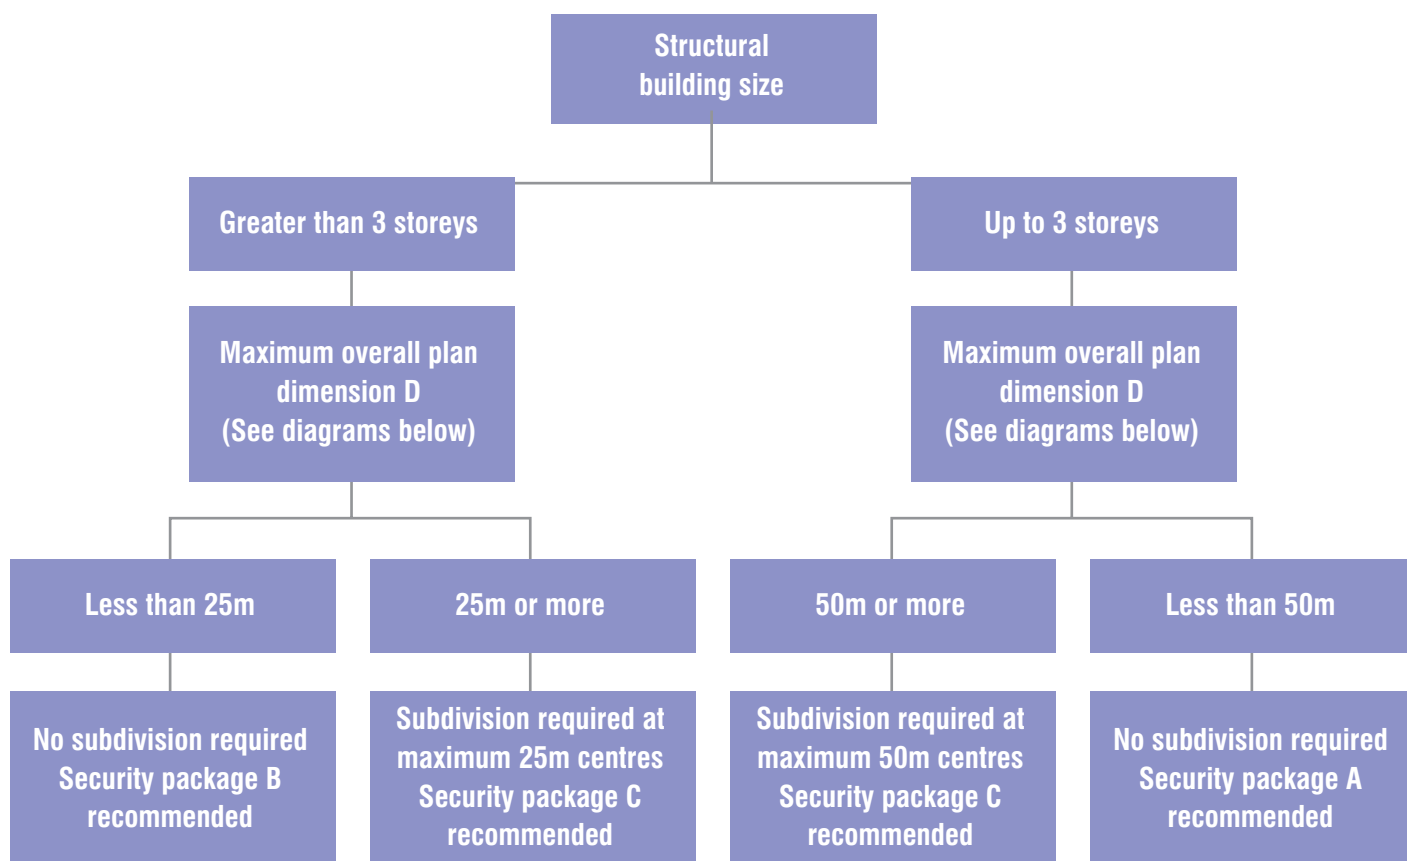 Structural
building size
Greater than 3 storeys
Up to 3 storeys
Maximum overall plan
dimension D
(See diagrams below)
Maximum overall plan
dimension D
(See diagrams below)
Less than 25m
25m or more
50m or more
Less than 50m
No subdivision required
Security package B
recommended
Subdivision required at
maximum 25m centres
Security package C
recommended
Subdivision required at
maximum 50m centres
Security package C
recommended
No subdivision required
Security package A
recommended